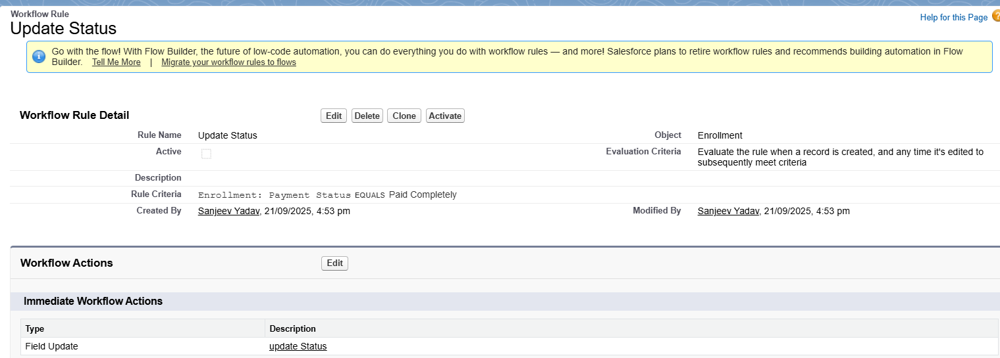 Workflow Rule
Update Status
Help for this Page
?
i
Go with the flow! With Flow Builder, the future of low-code automation, you can do everything you do with workflow rules — and more! Salesforce plans to retire workflow rules and recommends building automation in Flow
Builder. Tell Me More | Migrate your workflow rules to flows
Workflow Rule Detail
Edit Delete Clone Activate
Rule Name Update Status Object Enrollment
Active Evaluation Criteria Evaluate the rule when a record is created, and any time it's edited to
subsequently meet criteria
Description
Rule Criteria Enrollment: Payment Status EQUALS Paid Completely
Created By Sanjeev Yadav, 21/09/2025, 4:53 pm Modified By Sanjeev Yadav, 21/09/2025, 4:53 pm
Workflow Actions Edit
Immediate Workflow Actions
Type Description
Field Update update Status